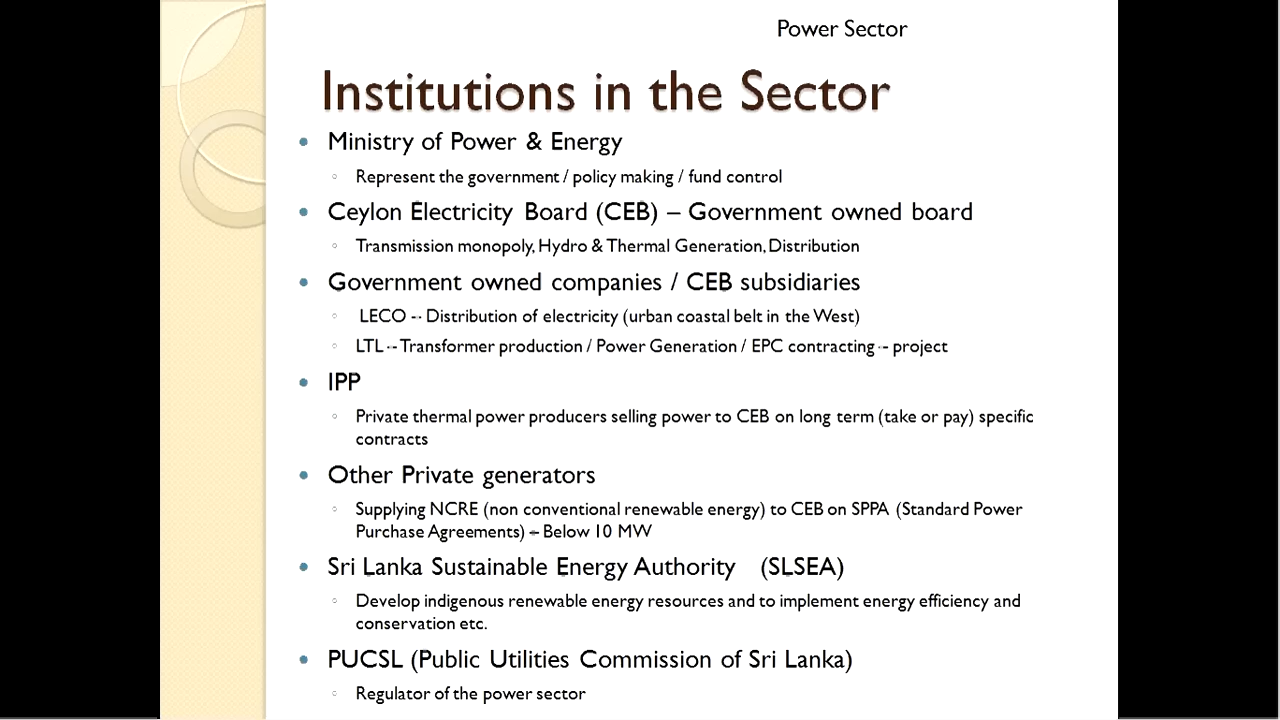 Power Sector
Institutions in the Sector
• Ministry of Power & Energy
◦ Represent the government / policy making / fund control
• Ceylon Electricity Board (CEB) – Government owned board
◦ Transmission monopoly, Hydro & Thermal Generation, Distribution
• Government owned companies / CEB subsidiaries
◦ LECO -- Distribution of electricity (urban coastal belt in the West)
◦ LTL -- Transformer production / Power Generation / EPC contracting -- project
• IPP
◦ Private thermal power producers selling power to CEB on long term (take or pay) specific
contracts
• Other Private generators
◦ Supplying NCRE (non conventional renewable energy) to CEB on SPPA (Standard Power
Purchase Agreements) – Below 10 MW
• Sri Lanka Sustainable Energy Authority (SLSEA)
◦ Develop indigenous renewable energy resources and to implement energy efficiency and
conservation etc.
• PUCSL (Public Utilities Commission of Sri Lanka)
◦ Regulator of the power sector